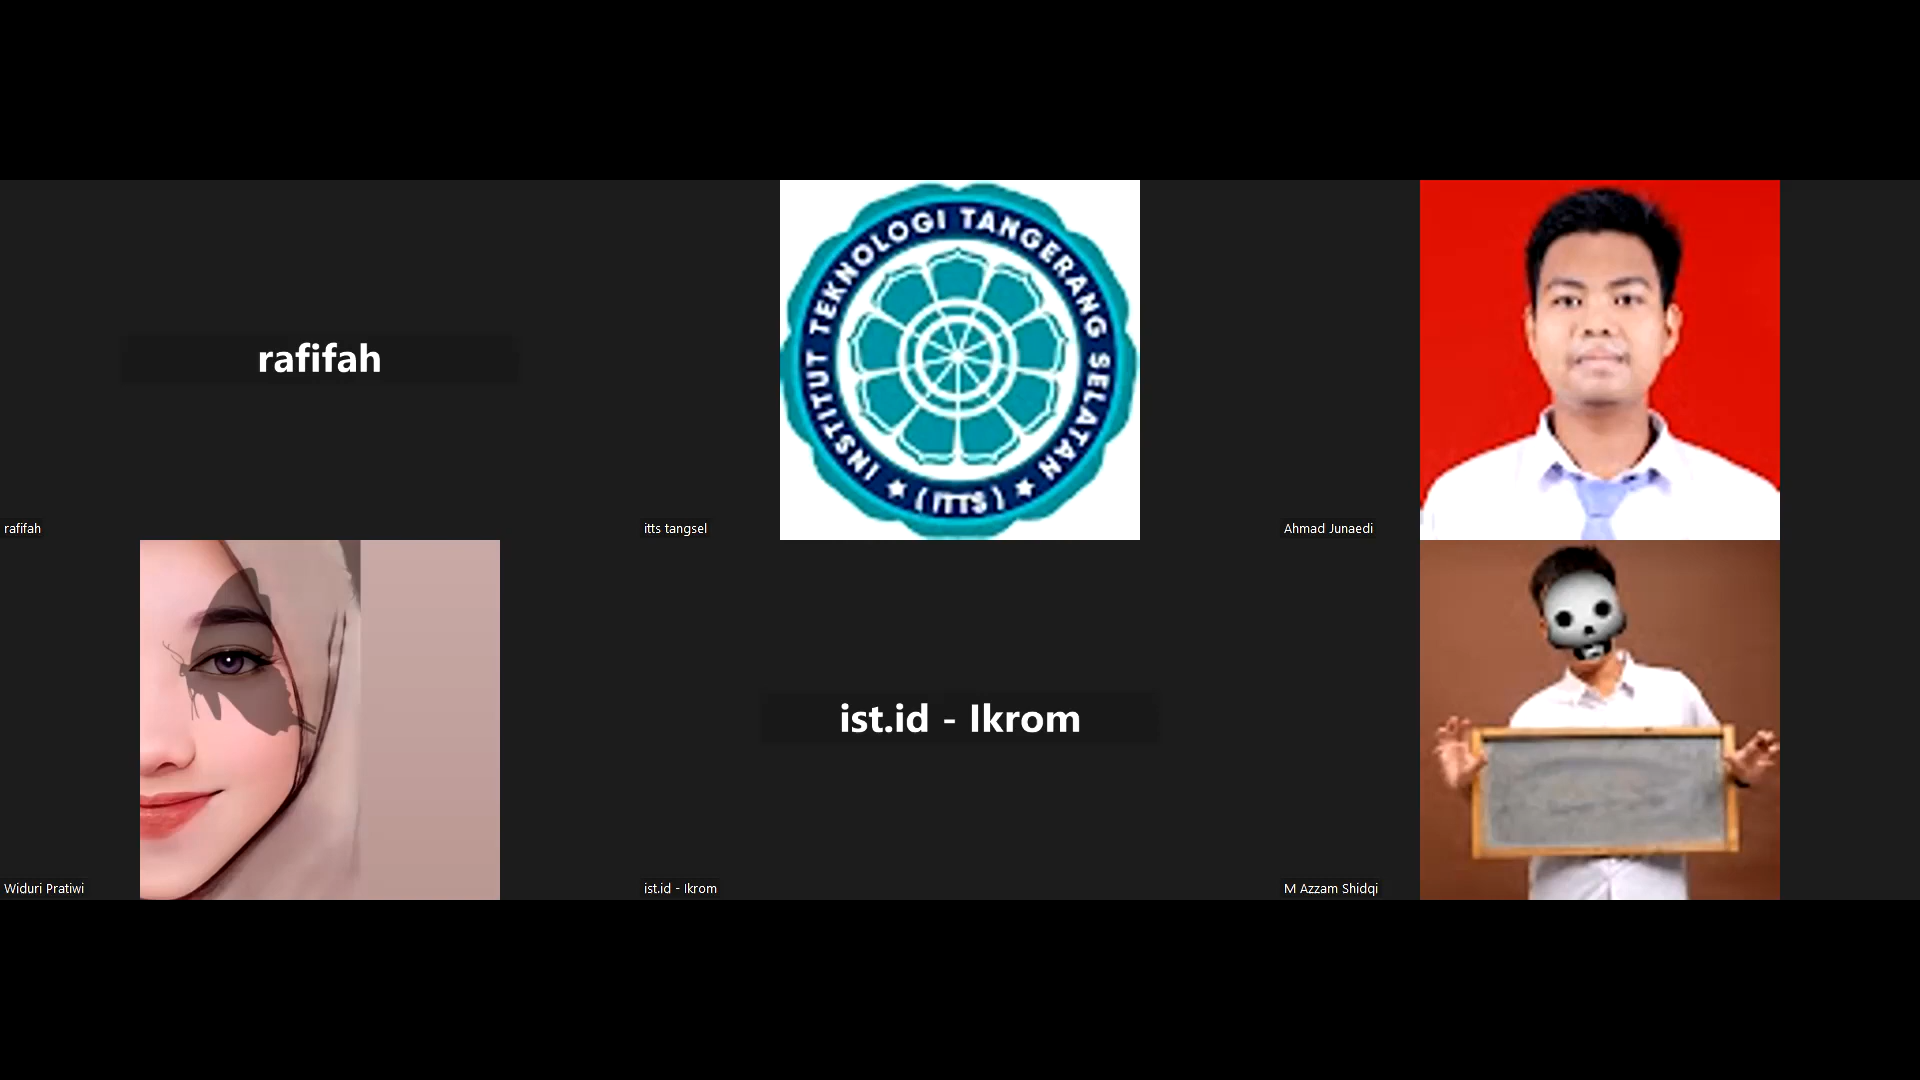 rafifah
rafifah
INSTITUT TEKNOLOGI TANGERANG SELATAN
(ITTS)
itts tangsel
Ahmad Junaedi
Widuri Pratiwi
ist.id - Ikrom
ist.id - Ikrom
M Azzam Shidqi